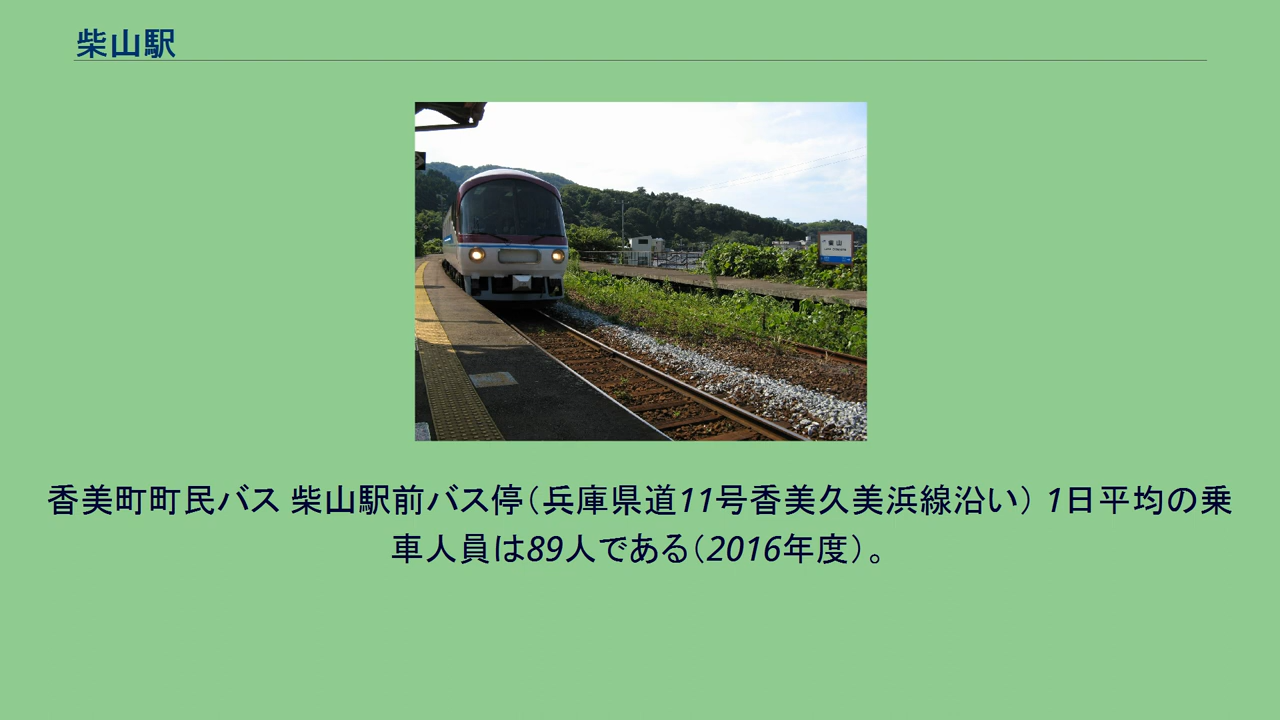 柴山駅
柴山
香美町町民バス 柴山駅前バス停（兵庫県道11号香美久美浜線沿い） 1日平均の乗
車人員は89人である（2016年度）。